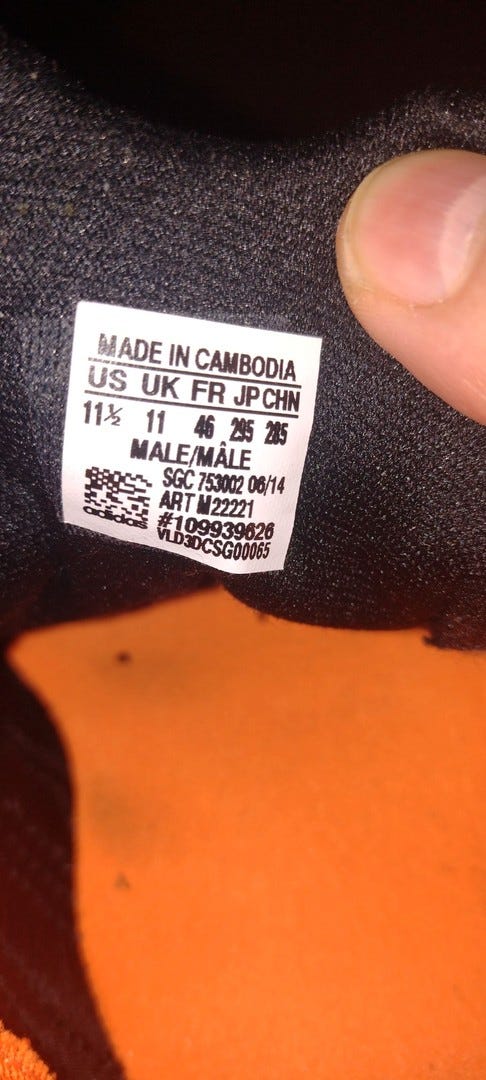 MADE IN CAMBODIA
US UK FR JP CHN
11½ 11 46 295 285
MALE/MÂLE
SGC 753002 06/14
ART M22221
#109939626
VLD3DCSG00065
adidas